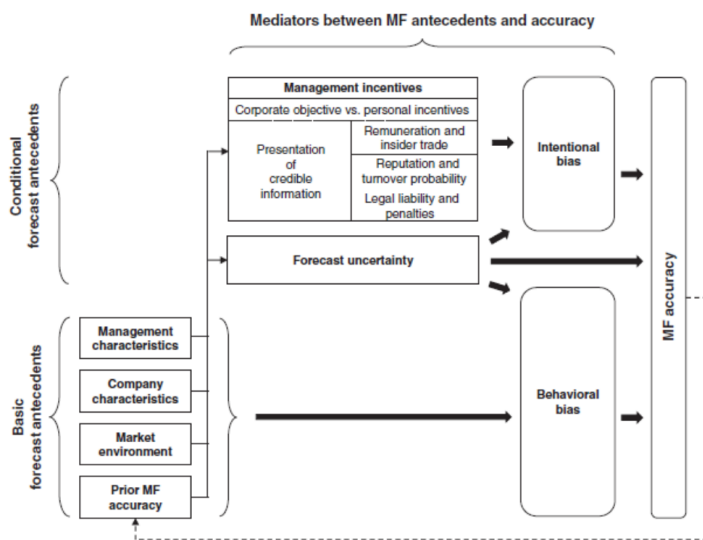 Mediators between MF antecedents and accuracy
Conditional
forecast antecedents
Management incentives
Corporate objective vs. personal incentives
Presentation
of
credible
information
Remuneration and
insider trade
Reputation and
turnover probability
Legal liability and
penalties
Intentional
bias
Forecast uncertainty
MF accuracy
Basic
forecast antecedents
Management
characteristics
Company
characteristics
Market
environment
Prior MF
accuracy
Behavioral
bias